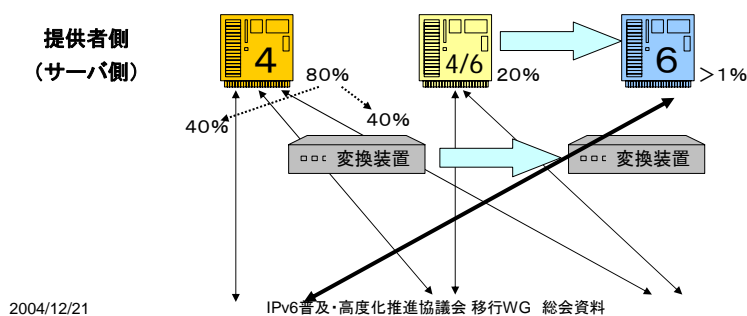 提供者側
(サーバ側)
4
4/6
6
80%
20%
>1%
40%
40%
変換装置
変換装置
2004/12/21
IPv6普及・高度化推進協議会 移行WG 総会資料